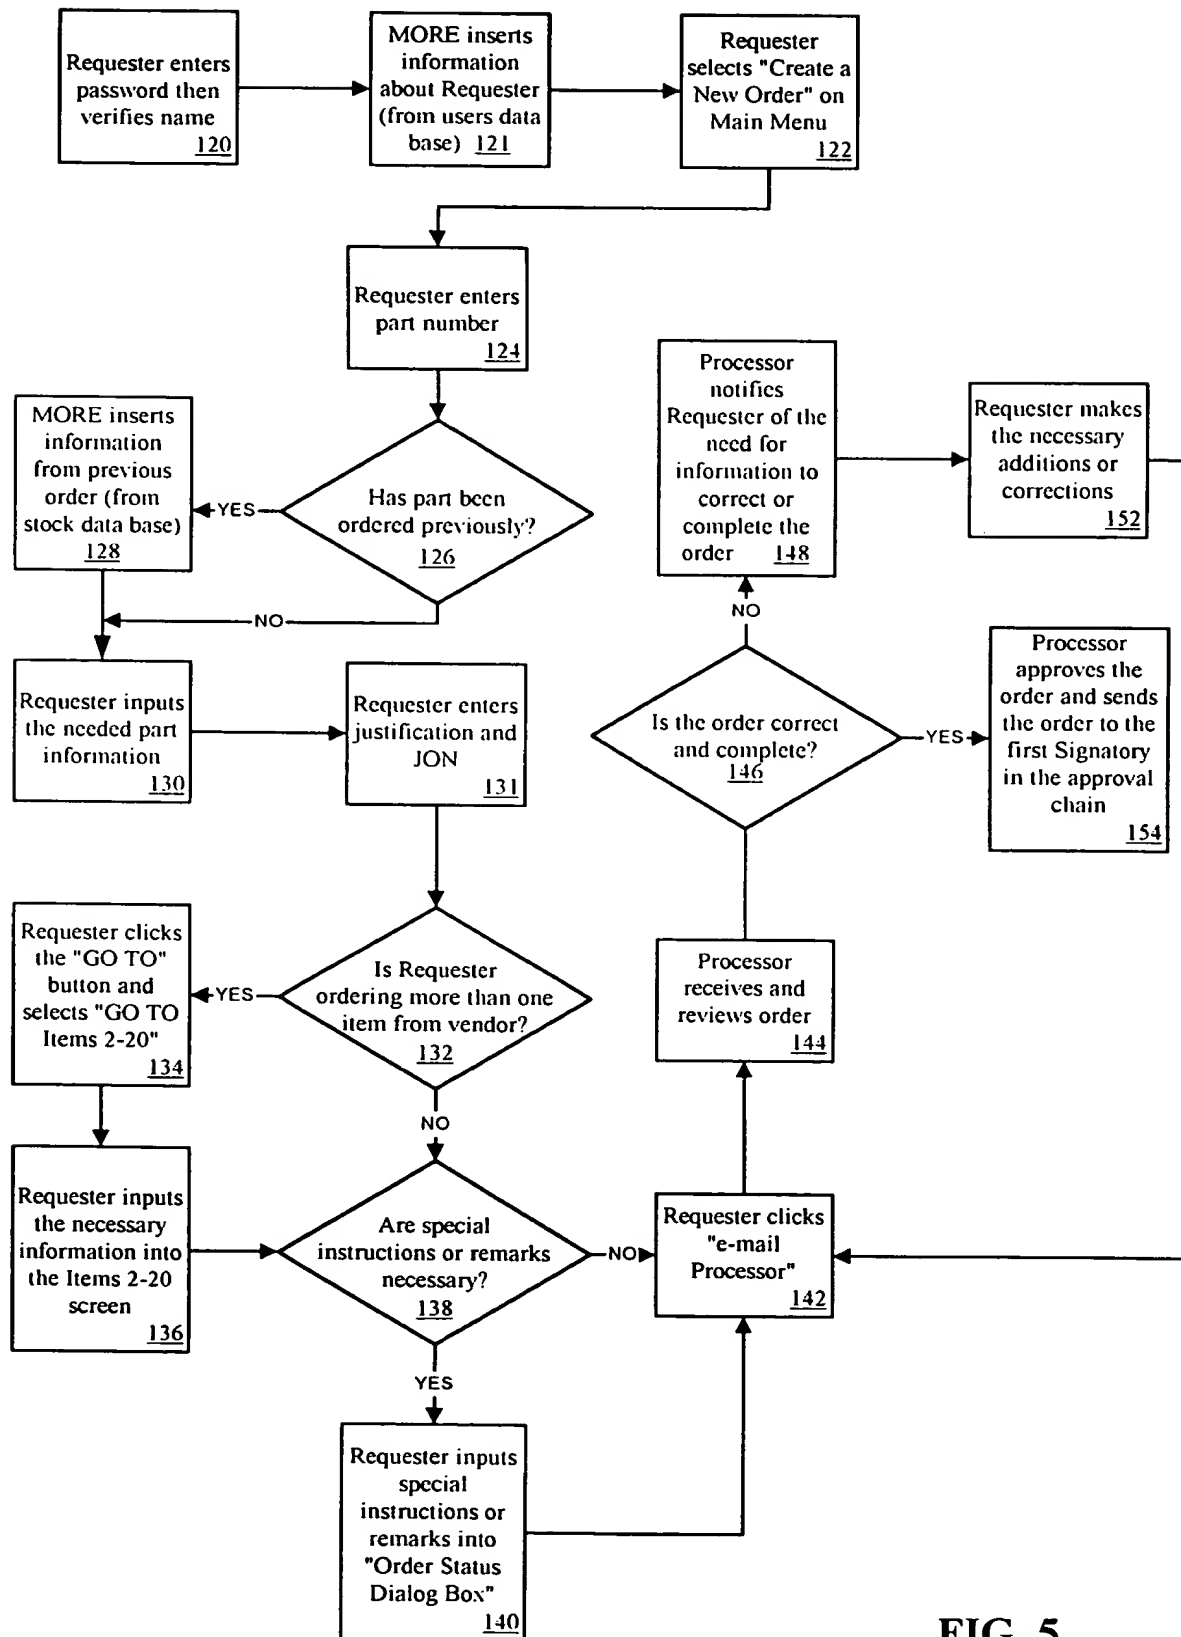 Requester enters
password then
verifies name
120
MORE inserts
information
about Requester
(from users data
base) 121
Requester
selects "Create a
New Order" on
Main Menu
122
Requester enters
part number
124
Has part been
ordered previously?
126
YES
NO
MORE inserts
information
from previous
order (from
stock data base)
128
Requester inputs
the needed part
information
130
Requester enters
justification and
JON
131
Is Requester
ordering more than one
item from vendor?
132
YES
NO
Requester clicks
the "GO TO"
button and
selects "GO TO
Items 2-20"
134
Requester inputs
the necessary
information into
the Items 2-20
screen
136
Are special
instructions or remarks
necessary?
138
NO
YES
Requester inputs
special
instructions or
remarks into
"Order Status
Dialog Box"
140
Requester clicks
"e-mail
Processor"
142
Processor
receives and
reviews order
144
Is the order correct
and complete?
146
NO
YES
Processor
notifies
Requester of the
need for
information to
correct or
complete the
order 148
Requester makes
the necessary
additions or
corrections
152
Processor
approves the
order and sends
the order to the
first Signatory
in the approval
chain
154
FIG. 5